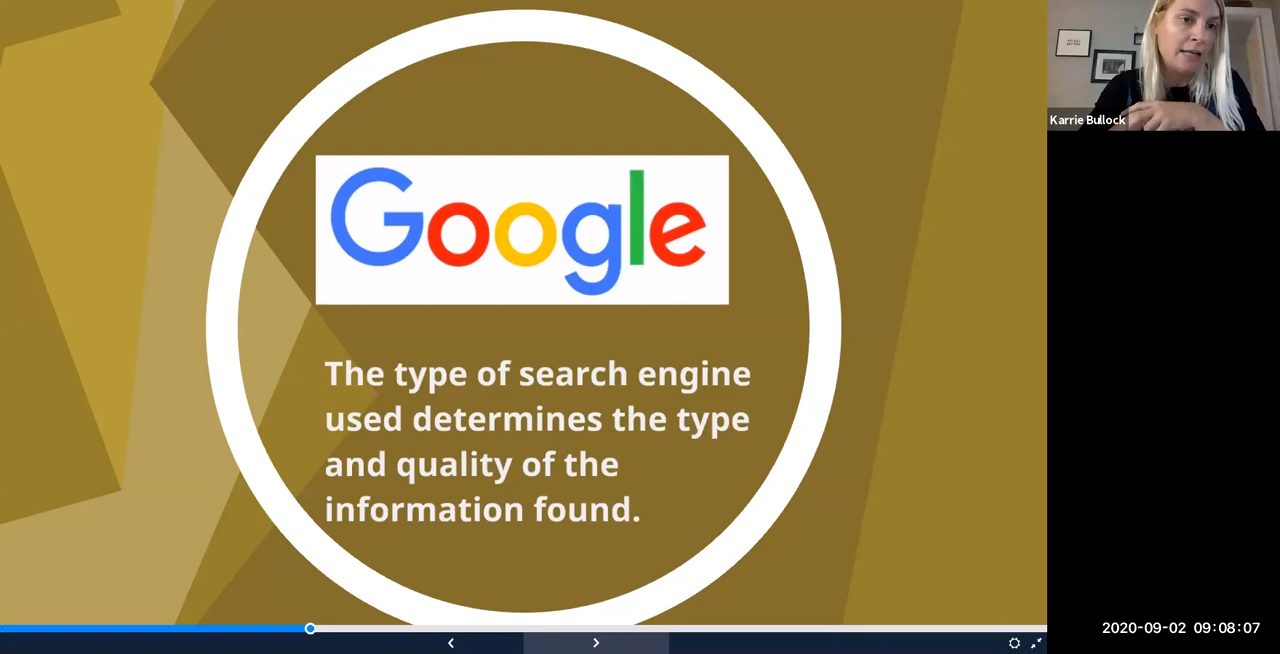 Google
The type of search engine
used determines the type
and quality of the
information found.
Karrie Bullock
2020-09-02 09:08:07